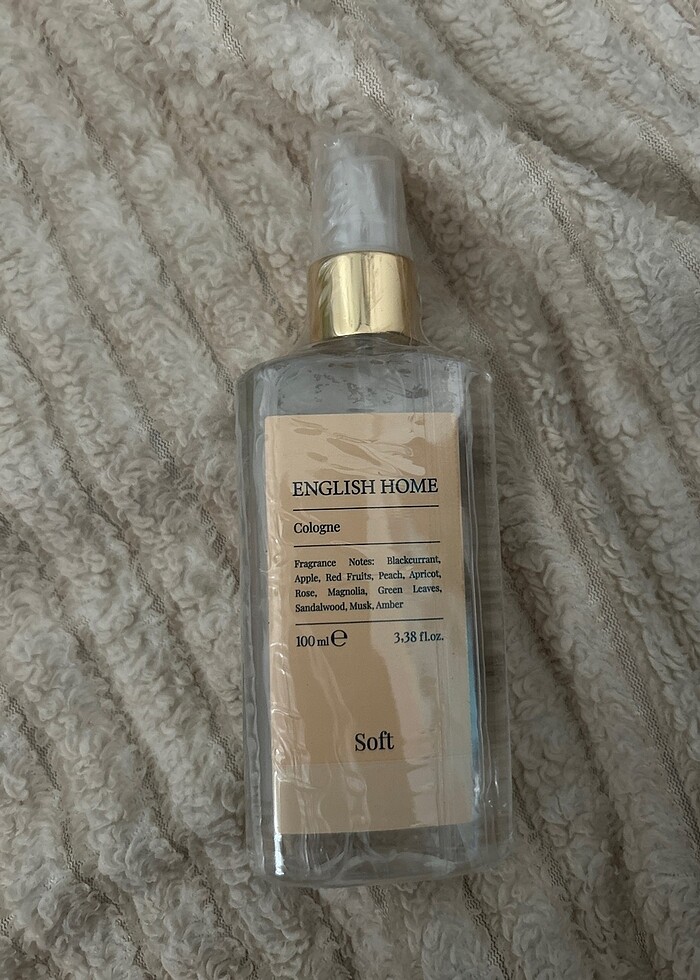 ENGLISH HOME
Cologne
Fragrance Notes: Blackcurrant,
Apple, Red Fruits, Peach, Apricot,
Rose, Magnolia, Green Leaves,
Sandalwood, Musk, Amber
100 ml ℮ 3,38 fl.oz.
Soft